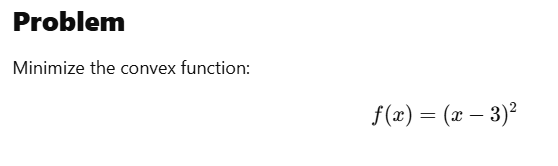 Problem
Minimize the convex function:
f(x) = (x − 3)²